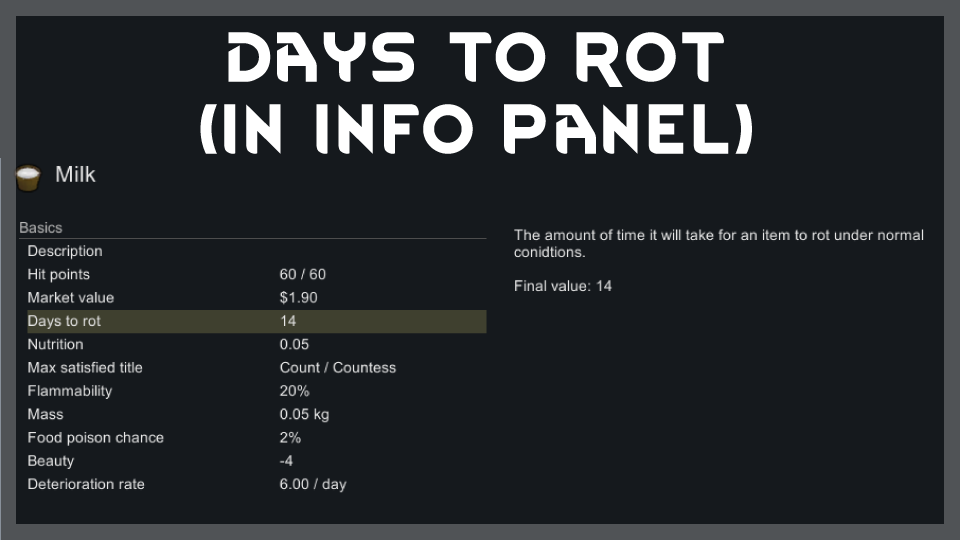 DAYS TO ROT
(IN INFO PANEL)
Milk
Basics
Description
Hit points 60 / 60
Market value $1.90
Days to rot 14
Nutrition 0.05
Max satisfied title Count / Countess
Flammability 20%
Mass 0.05 kg
Food poison chance 2%
Beauty -4
Deterioration rate 6.00 / day
The amount of time it will take for an item to rot under normal
conidtions.
Final value: 14